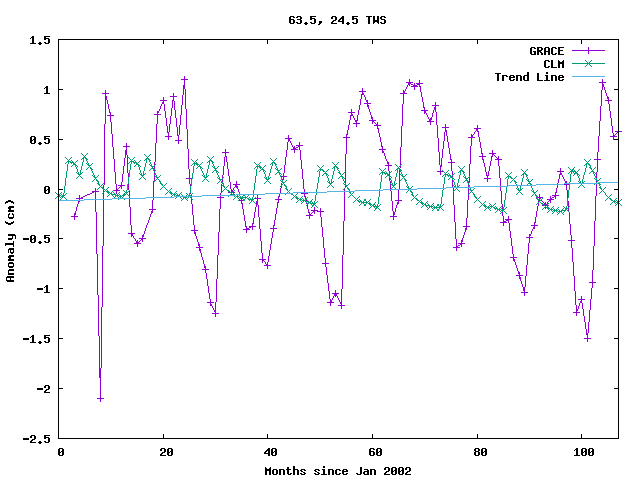 63.5, 24.5 TWS
GRACE
CLM
Trend Line
1.5
1
0.5
0
-0.5
-1
-1.5
-2
-2.5
Anomaly (cm)
0 20 40 60 80 100
Months since Jan 2002